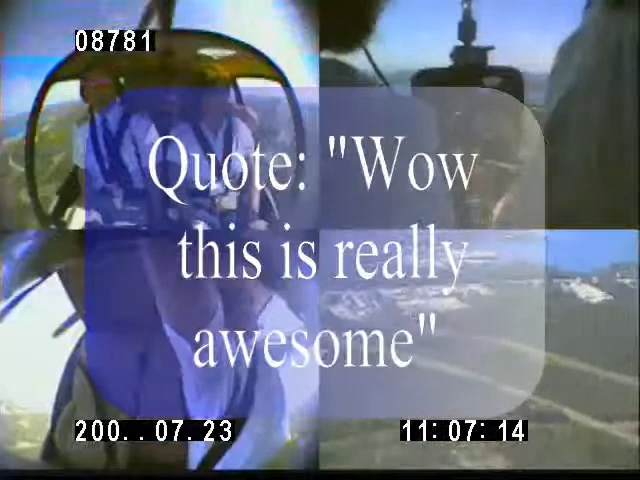 08781
Quote: "Wow
this is really
awesome"
200. . 07. 23
11: 07: 14